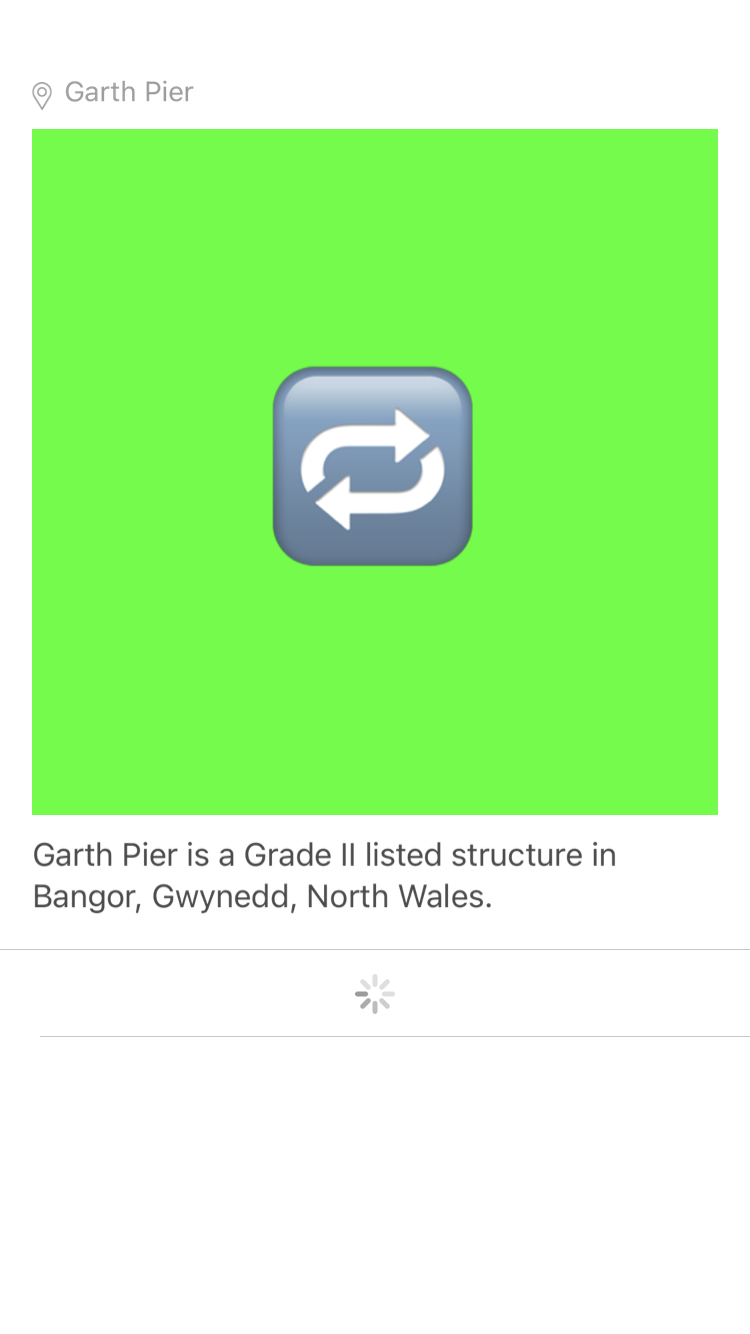 Garth Pier
Garth Pier is a Grade II listed structure in
Bangor, Gwynedd, North Wales.